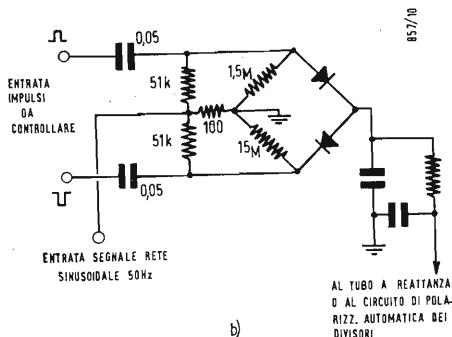 857/10
0,05
ENTRATA
IMPULSI
DA
CONTROLLARE
51k
1,5M
100
51k
15M
0,05
ENTRATA SEGNALE RETE
SINUSOIDALE 50Hz
AL TUBO A REATTANZA
O AL CIRCUITO DI POLA-
RIZZ. AUTOMATICA DEI
DIVISORI
b)